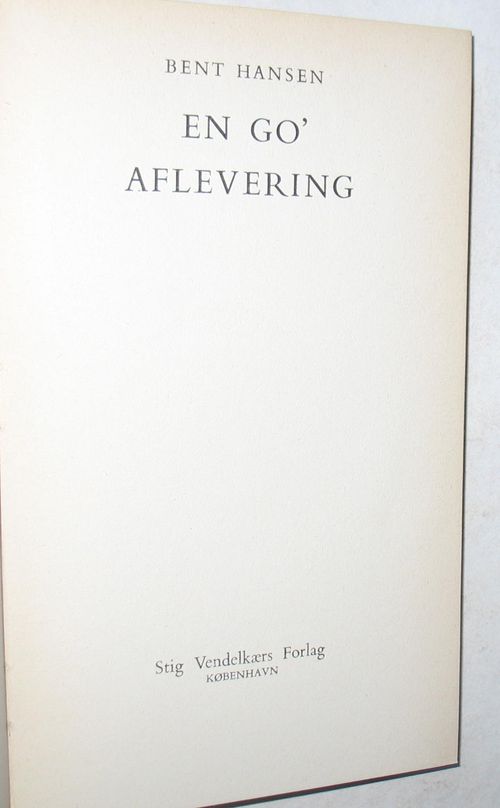 BENT HANSEN
EN GO'
AFLEVERING
Stig Vendelkærs Forlag
KØBENHAVN